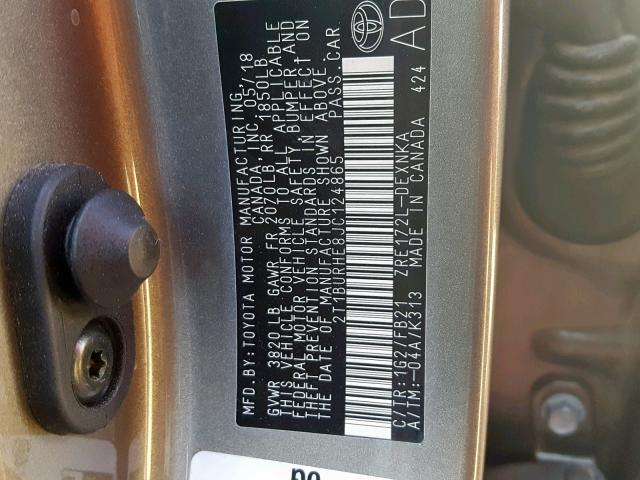 MFD.BY:TOYOTA MOTOR MANUFACTURING
CANADA,INC. 05/18
GVWR 3820 LB GAWR FR 2070LB RR 1850LB
THIS VEHICLE CONFORMS TO ALL APPLICABLE
FEDERAL MOTOR VEHICLE SAFETY, BUMPER, AND
THEFT PREVENTION STANDARDS IN EFFECT ON
THE DATE OF MANUFACTURE SHOWN ABOVE.
2T1BURHE8JC124865 PASS.CAR
C/TR:1G2/FB21 ZRE172L-DEXNKA
A/TM:-04A/K313 MADE IN CANADA 424
AD